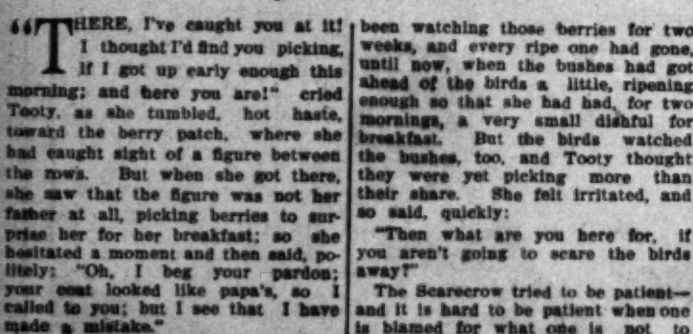 "THERE, I've caught you at it!
I thought I'd find you picking,
if I got up early enough this
morning; and here you are!" cried
Tooty, as she tumbled, hot haste,
toward the berry patch, where she
had caught sight of a figure between
the rows. But when she got there,
she saw that the figure was not her
father at all, picking berries to sur-
prise her for her breakfast; so she
hesitated a moment and then said, po-
litely: "Oh, I beg your pardon;
your coat looked like papa's, so I
called to you; but I see that I have
made a mistake."
been watching those berries for two
weeks, and every ripe one had gone
until now, when the bushes had got
ahead of the birds a little, ripening
enough so that she had had, for two
mornings, a very small dishful for
breakfast. But the birds watched
the bushes, too, and Tooty thought
they were yet picking more than
their share. She felt irritated, and
so said, quickly:
"Then what are you here for, if
you aren't going to scare the birds
away?"
The Scarecrow tried to be patient—
and it is hard to be patient when one
is blamed for what one is not to